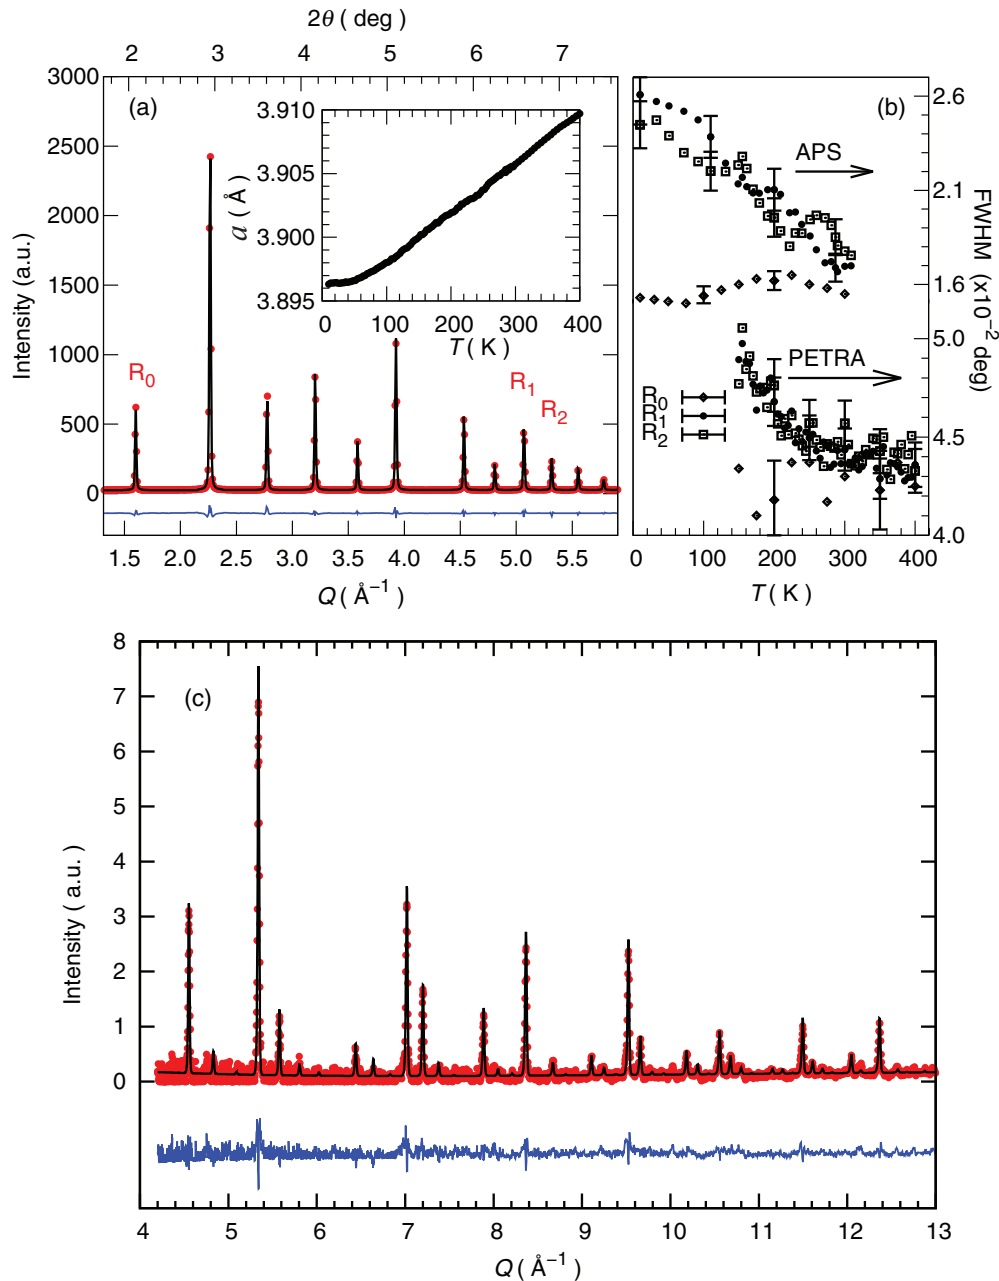 2θ ( deg)
2 3 4 5 6 7
3000
2500
2000
1500
1000
500
0
Intensity (a.u.)
(a)
R0
R1
R2
3.910
3.905
3.900
3.895
a ( Å )
0 100 200 300 400
T ( K )
1.5 2.0 2.5 3.0 3.5 4.0 4.5 5.0 5.5
Q ( Å−1)
(b)
APS
PETRA
R0
R1
R2
2.6
2.1
1.6
5.0
4.5
4.0
FWHM (x10−2 deg)
0 100 200 300 400
T ( K )
8
7
6
5
4
3
2
1
0
Intensity ( a.u.)
(c)
4 5 6 7 8 9 10 11 12 13
Q ( Å−1)